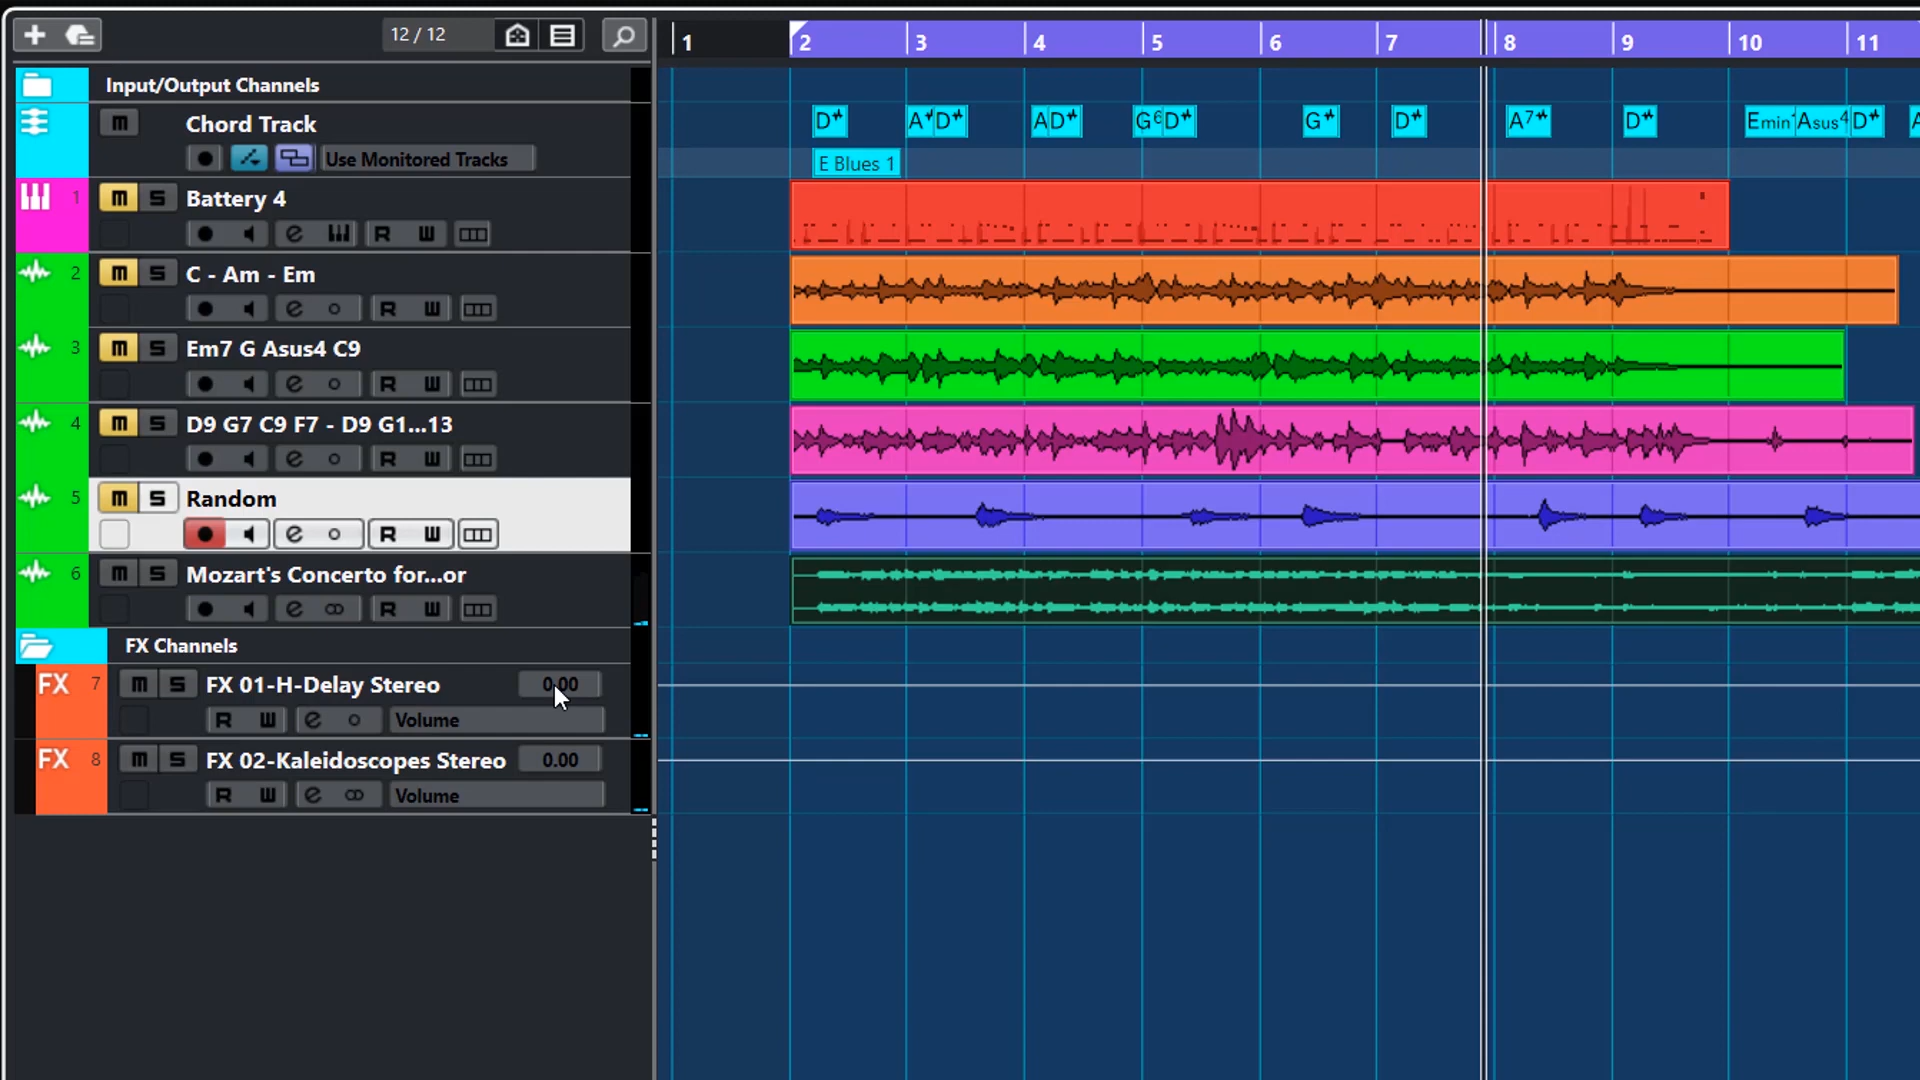 12 / 12
1 2 3 4 5 6 7 8 9 10 11
Input/Output Channels
m Chord Track
D A D A D G6 D G D A7 D Emin Asus4 D A
Use Monitored Tracks
E Blues 1
1 m S Battery 4
e R W
2 m S C - Am - Em
e R W
3 m S Em7 G Asus4 C9
e R W
4 m S D9 G7 C9 F7 - D9 G1...13
e R W
5 m S Random
e R W
6 m S Mozart's Concerto for...or
e R W
FX Channels
FX 7 m S FX 01-H-Delay Stereo 0.00
R W e Volume
FX 8 m S FX 02-Kaleidoscopes Stereo 0.00
R W e Volume